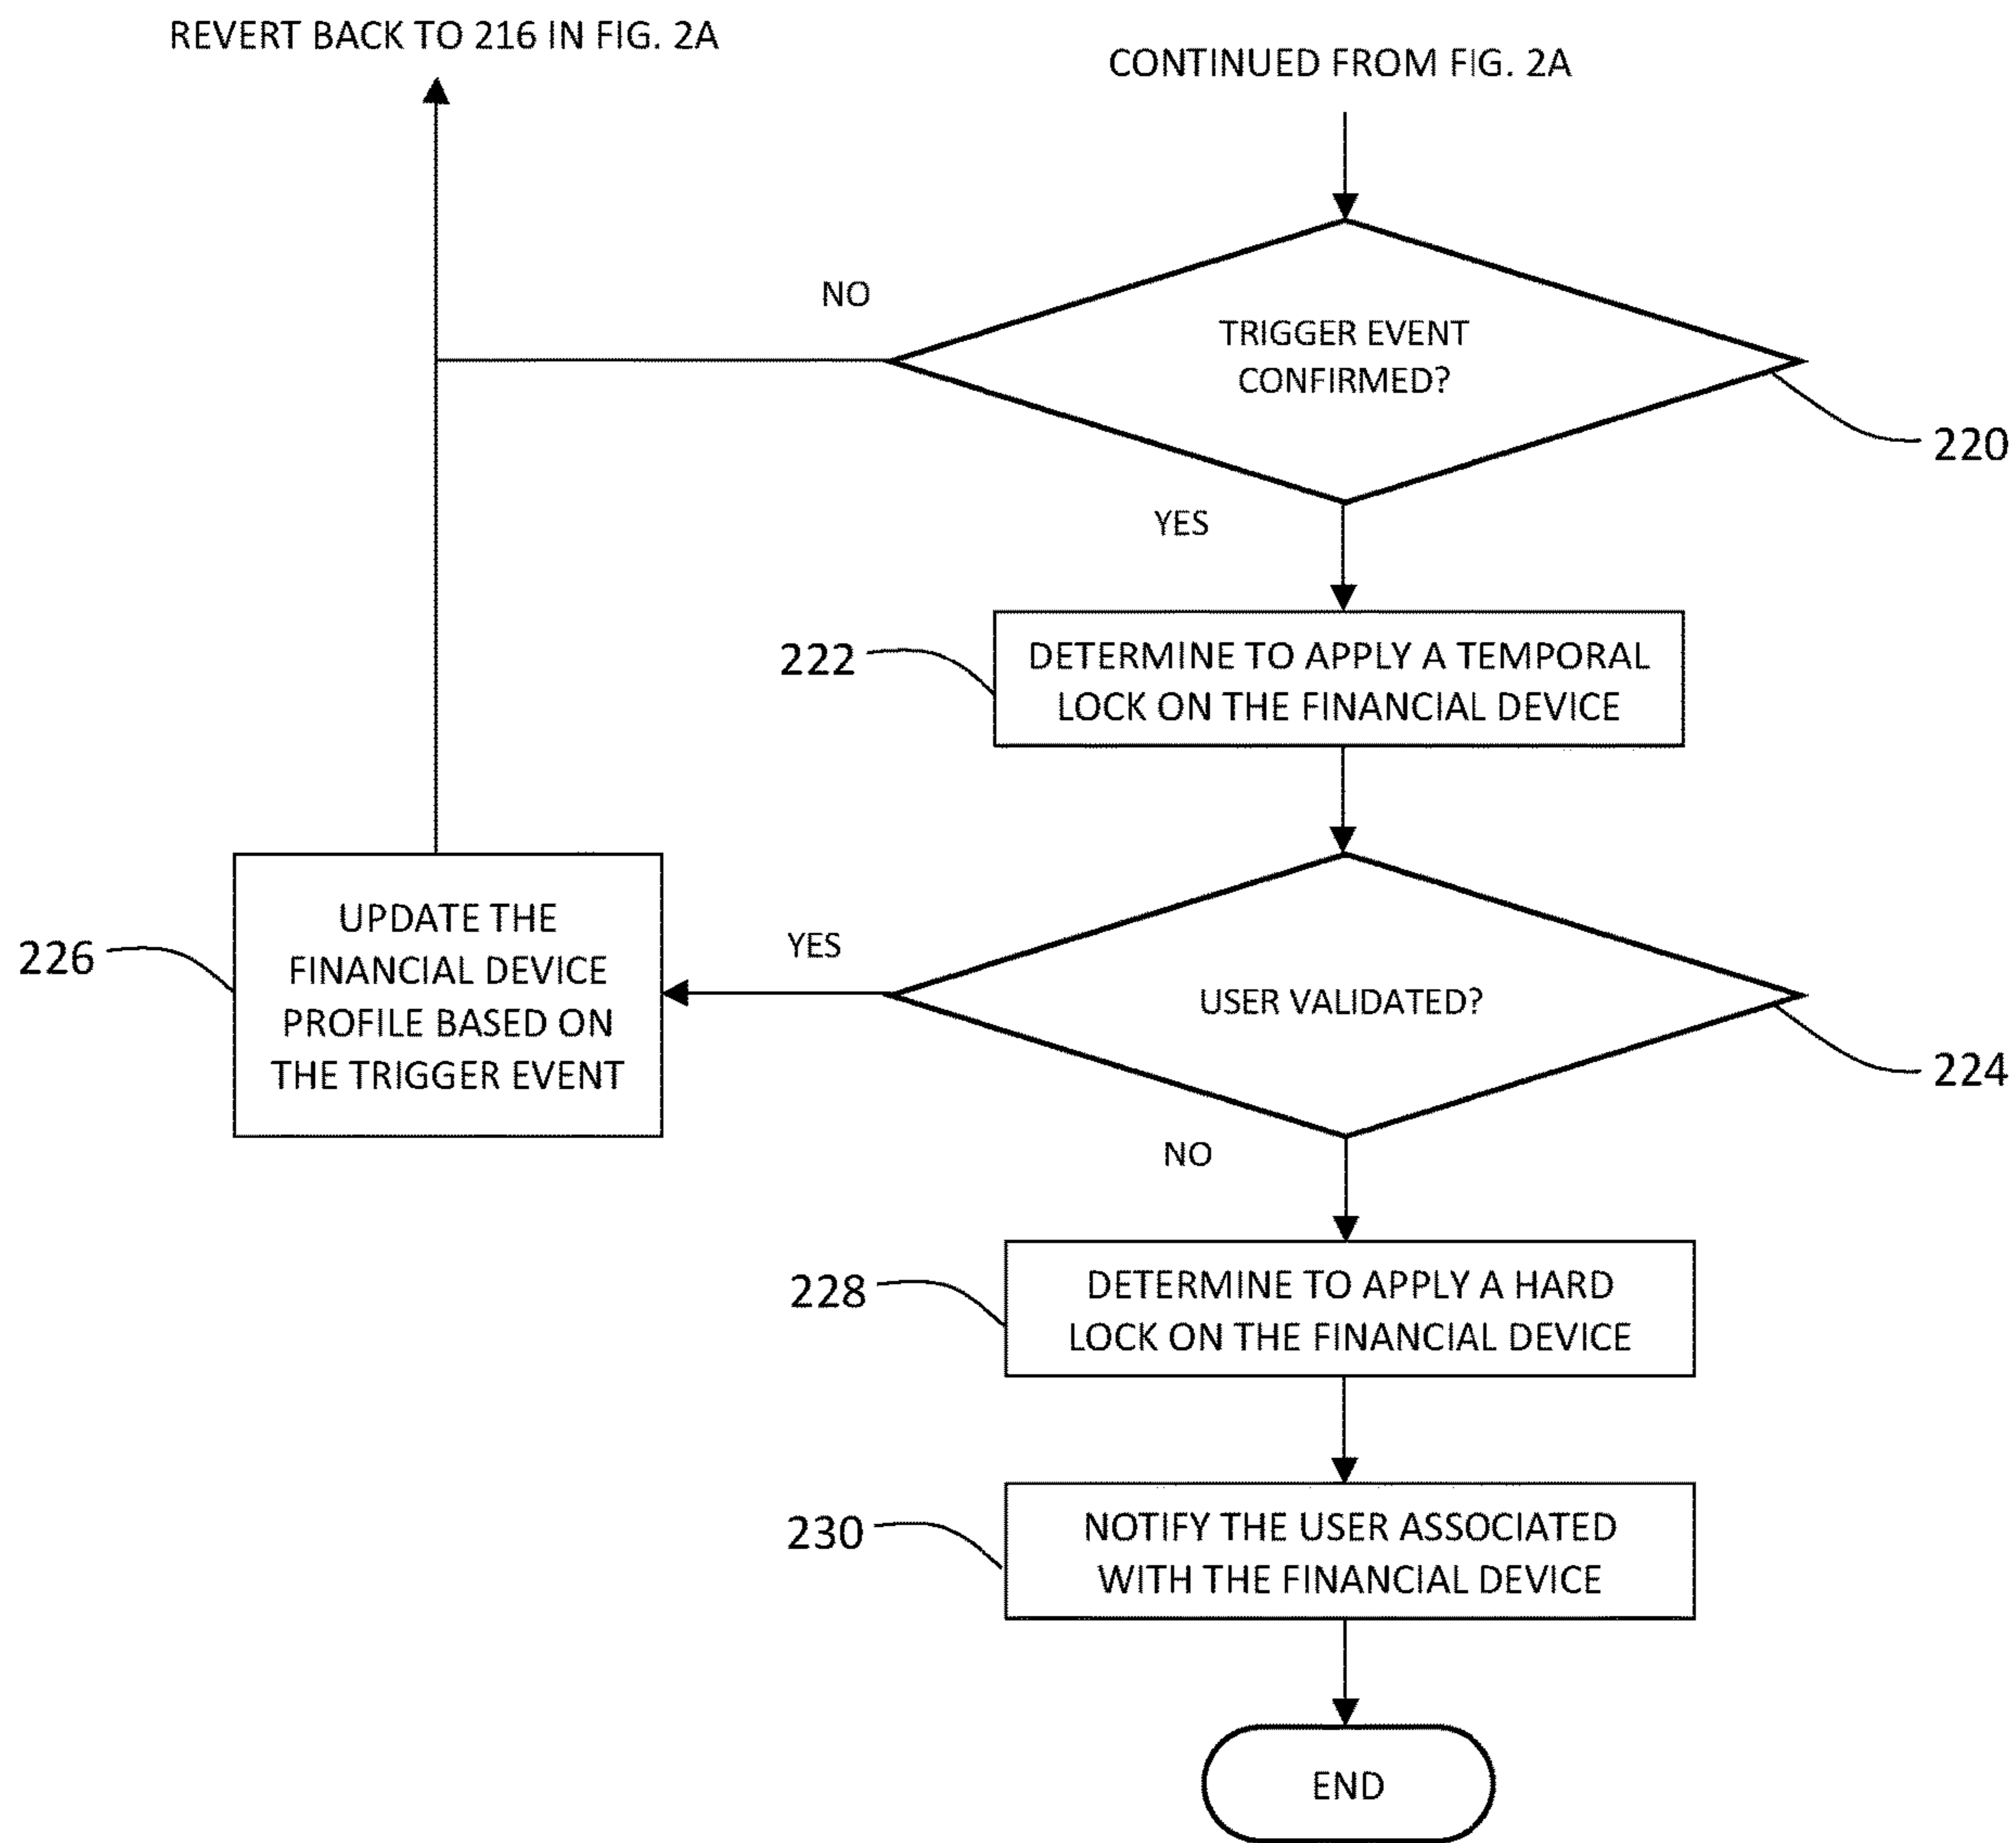 REVERT BACK TO 216 IN FIG. 2A
CONTINUED FROM FIG. 2A
NO
TRIGGER EVENT
CONFIRMED?
220
YES
222
DETERMINE TO APPLY A TEMPORAL
LOCK ON THE FINANCIAL DEVICE
226
UPDATE THE
FINANCIAL DEVICE
PROFILE BASED ON
THE TRIGGER EVENT
YES
USER VALIDATED?
224
NO
228
DETERMINE TO APPLY A HARD
LOCK ON THE FINANCIAL DEVICE
230
NOTIFY THE USER ASSOCIATED
WITH THE FINANCIAL DEVICE
END